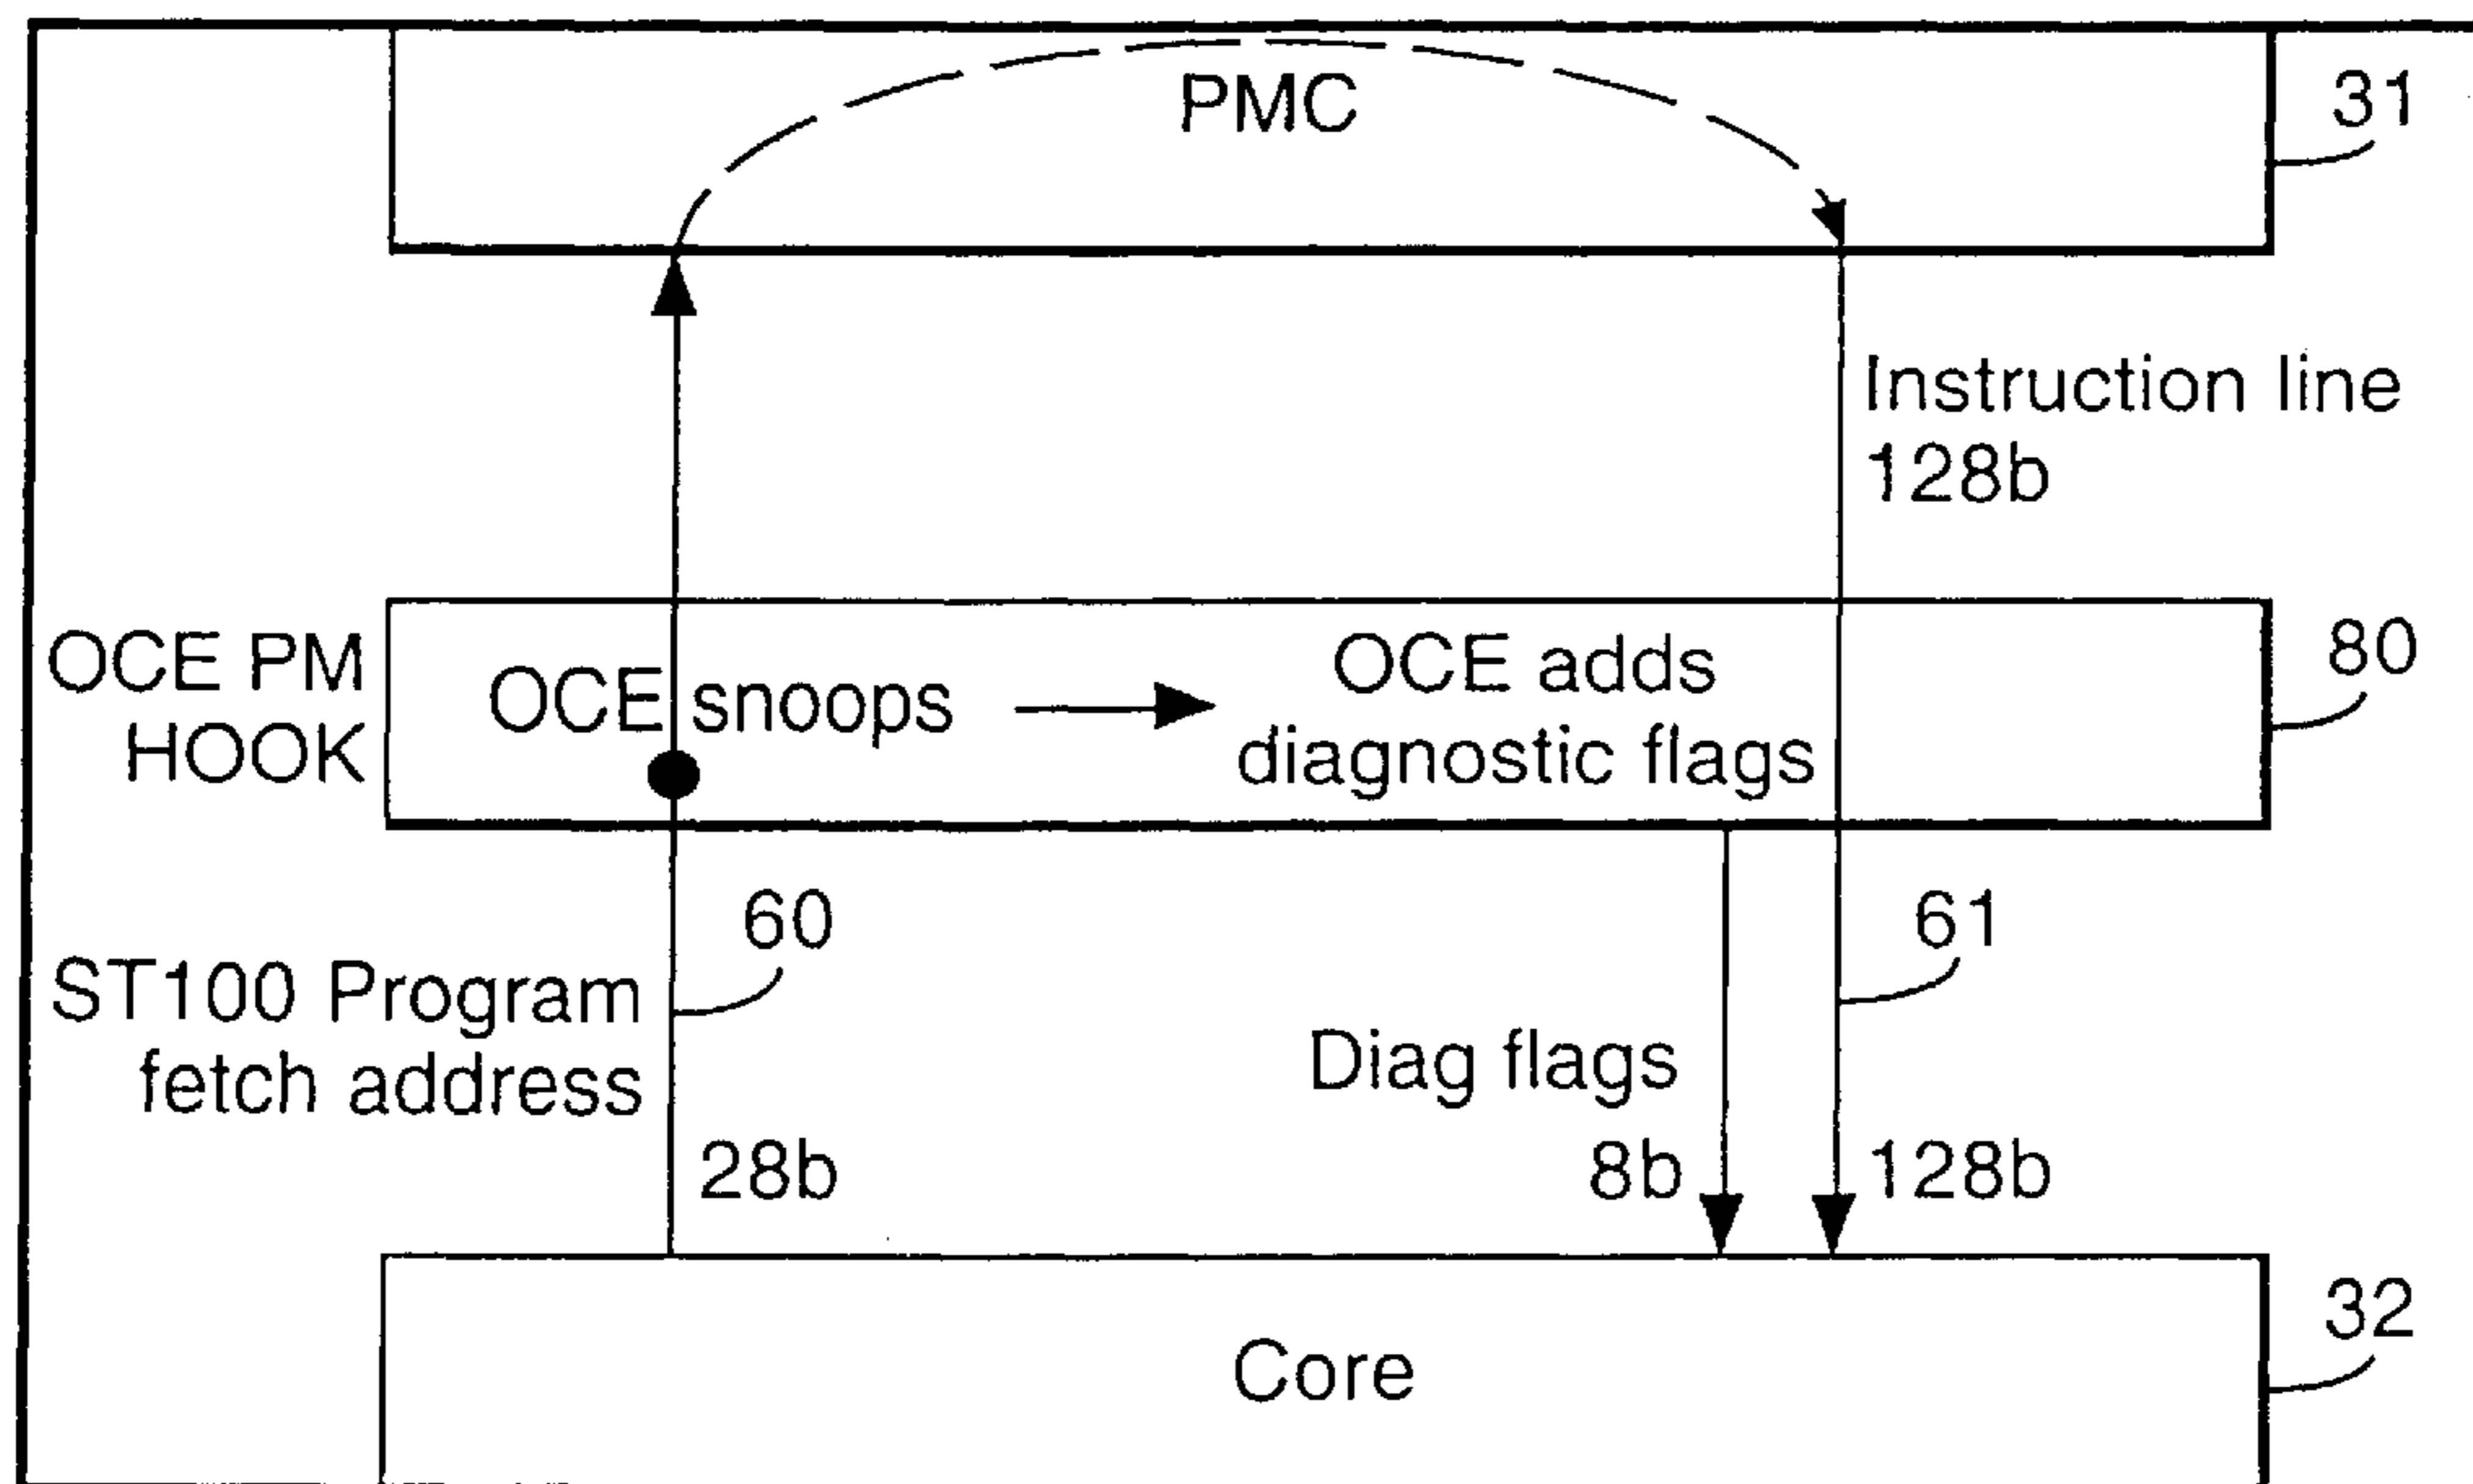 PMC
31
Instruction line
128b
OCE PM
HOOK
OCE snoops
OCE adds
diagnostic flags
80
60
61
ST100 Program
fetch address
Diag flags
28b
8b
128b
32
Core